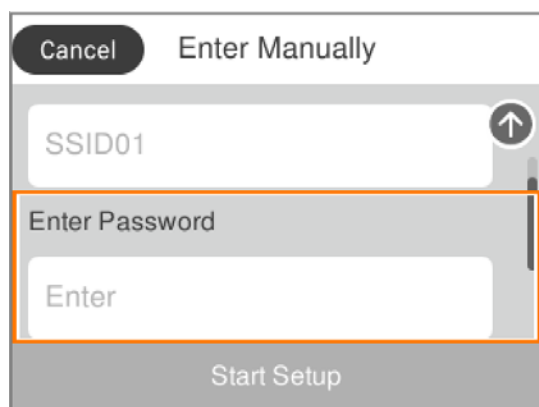 Cancel Enter Manually
SSID01
Enter Password
Enter
Start Setup